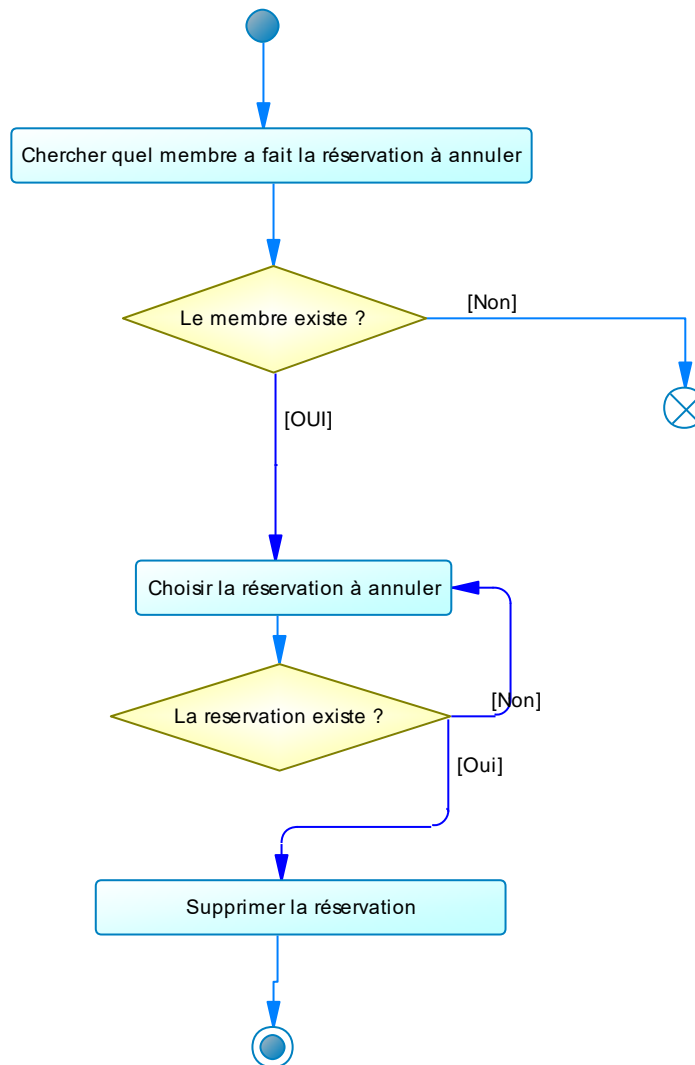 Chercher quel membre a fait la réservation à annuler
Le membre existe ?
[Non]
[OUI]
Choisir la réservation à annuler
La reservation existe ?
[Non]
[Oui]
Supprimer la réservation